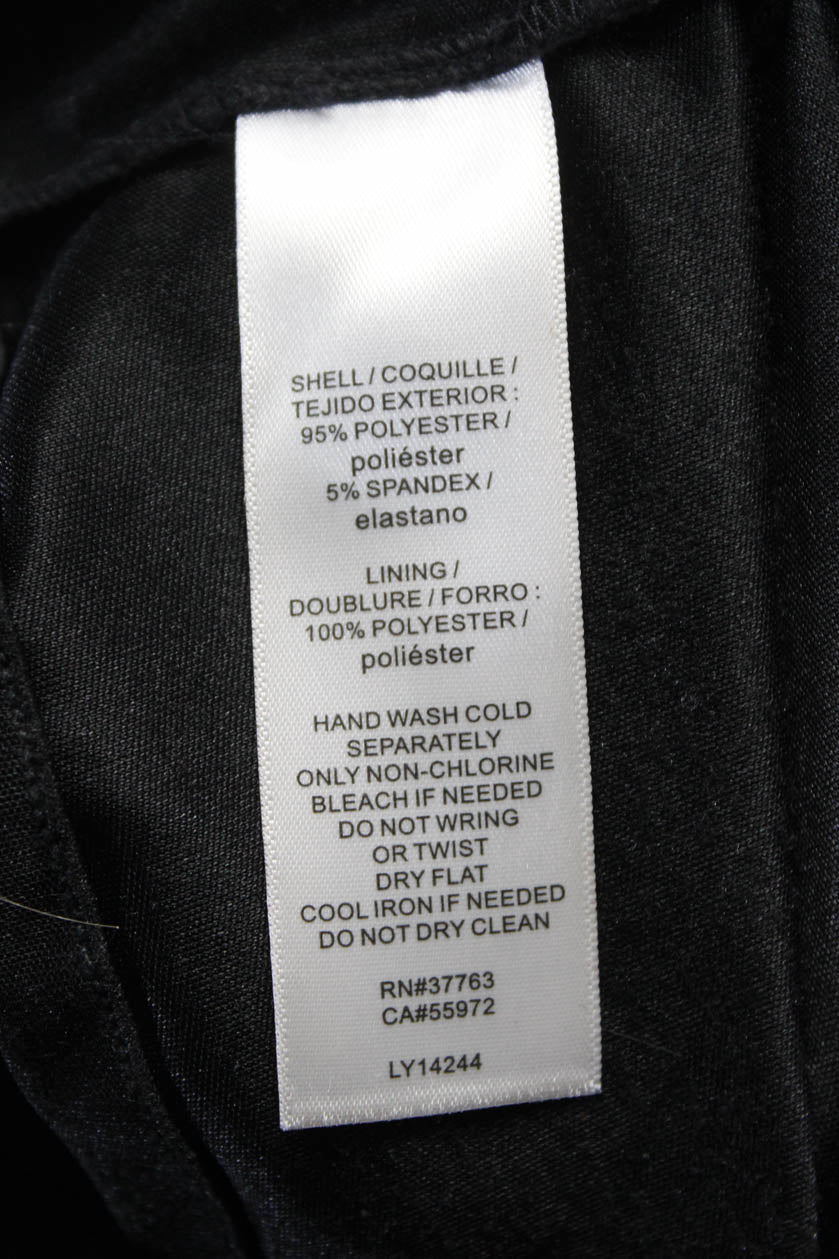 SHELL / COQUILLE /
TEJIDO EXTERIOR :
95% POLYESTER /
poliéster
5% SPANDEX /
elastano
LINING /
DOUBLURE / FORRO :
100% POLYESTER /
poliéster
HAND WASH COLD
SEPARATELY
ONLY NON-CHLORINE
BLEACH IF NEEDED
DO NOT WRING
OR TWIST
DRY FLAT
COOL IRON IF NEEDED
DO NOT DRY CLEAN
RN#37763
CA#55972
LY14244